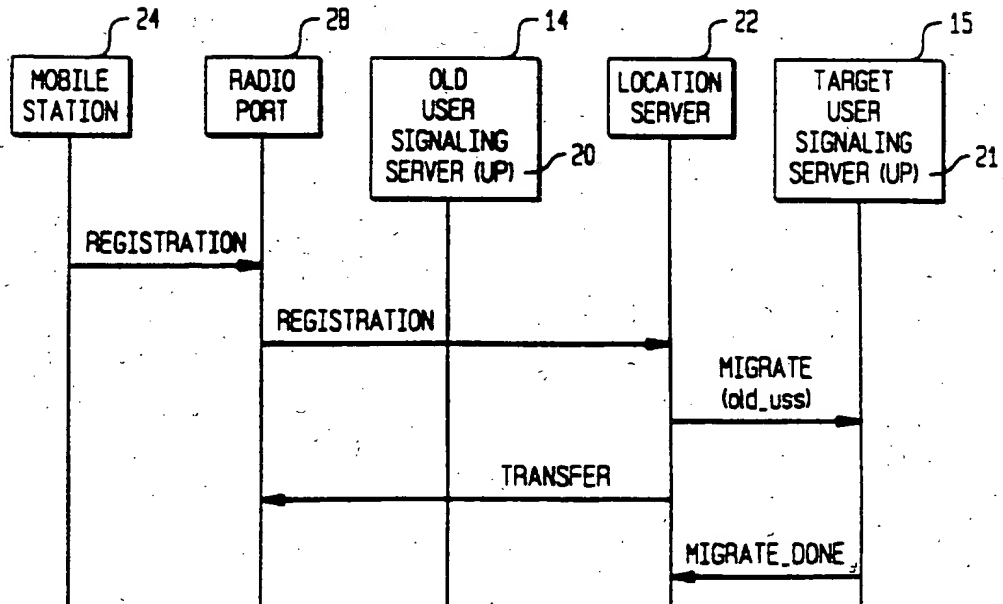 24
28
14
22
15
MOBILE
STATION
RADIO
PORT
OLD
USER
SIGNALING
SERVER (UP)
20
LOCATION
SERVER
TARGET
USER
SIGNALING
SERVER (UP)
21
REGISTRATION
REGISTRATION
MIGRATE
(old_uss)
TRANSFER
MIGRATE_DONE